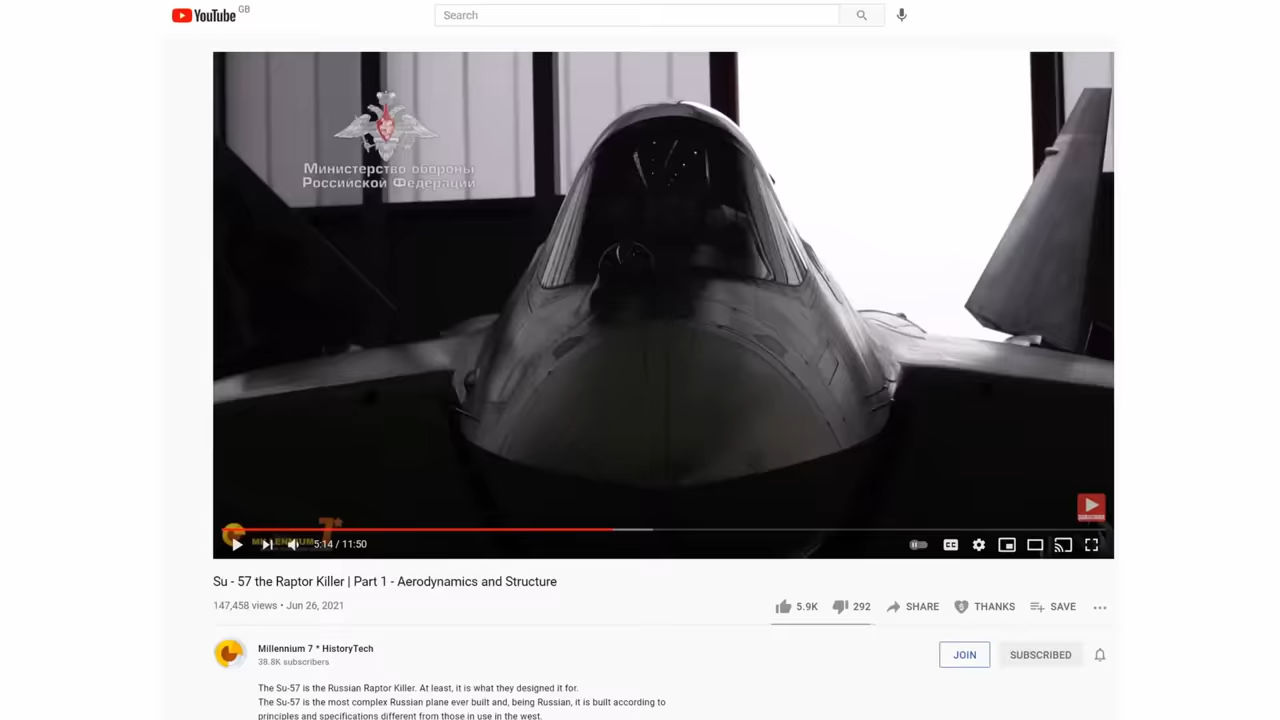 YouTube GB
Search
Министерство обороны
Российской Федерации
MILLENNIUM 7*
5:14 / 11:50
CC
Su - 57 the Raptor Killer | Part 1 - Aerodynamics and Structure
147,458 views • Jun 26, 2021
5.9K 292 SHARE THANKS SAVE
Millennium 7 * HistoryTech
38.8K subscribers
JOIN SUBSCRIBED
The Su-57 is the Russian Raptor Killer. At least, it is what they designed it for.
The Su-57 is the most complex Russian plane ever built and, being Russian, it is built according to
principles and specifications different from those in use in the west.